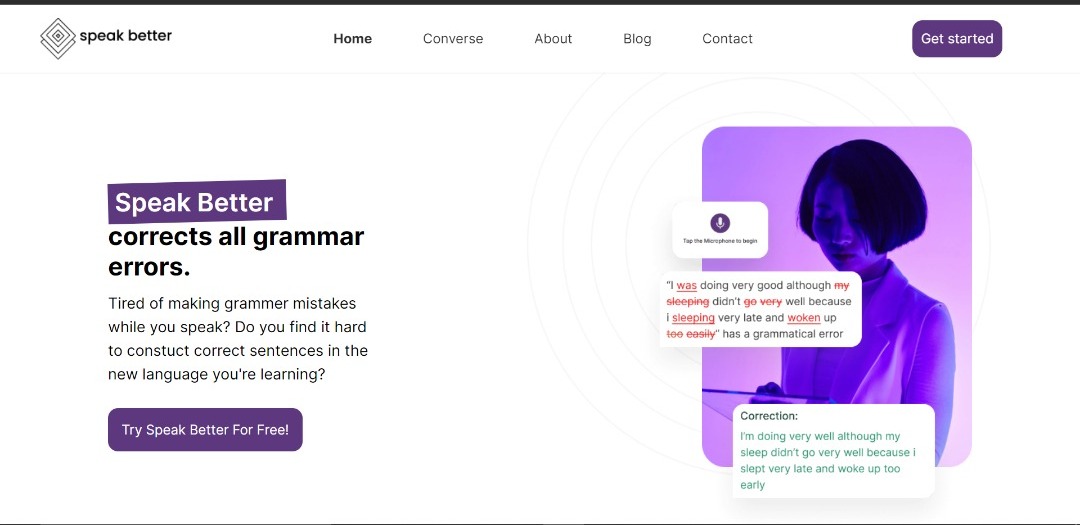 speak better
Home
Converse
About
Blog
Contact
Get started
Speak Better
corrects all grammar
errors.
Tired of making grammer mistakes
while you speak? Do you find it hard
to constuct correct sentences in the
new language you're learning?
Try Speak Better For Free!
Tap the Microphone to begin
“I was doing very good although my
sleeping didn’t go very well because
i sleeping very late and woken up
too easily” has a grammatical error
Correction:
I’m doing very well although my
sleep didn’t go very well because i
slept very late and woke up too
early